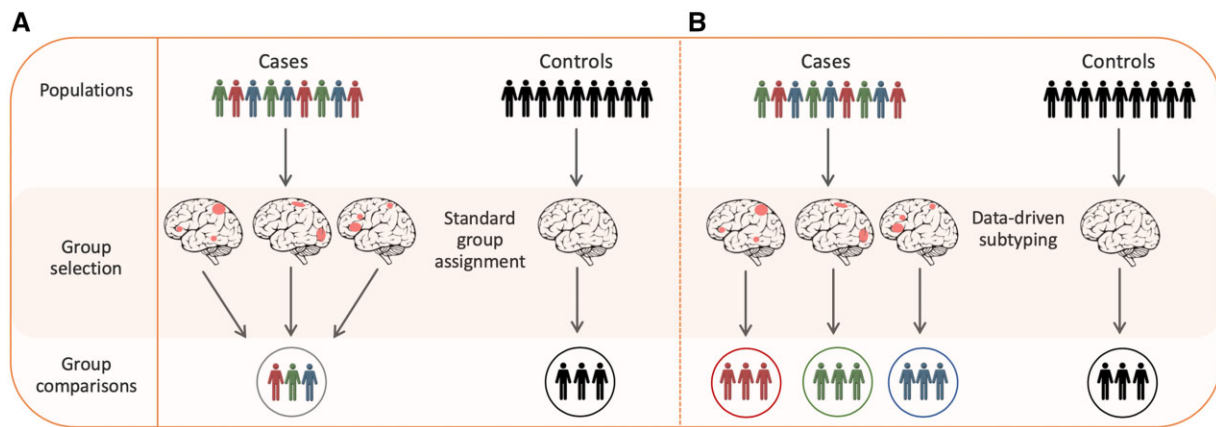 A
B
Populations
Cases
Controls
Cases
Controls
Group
selection
Standard
group
assignment
Data-driven
subtyping
Group
comparisons